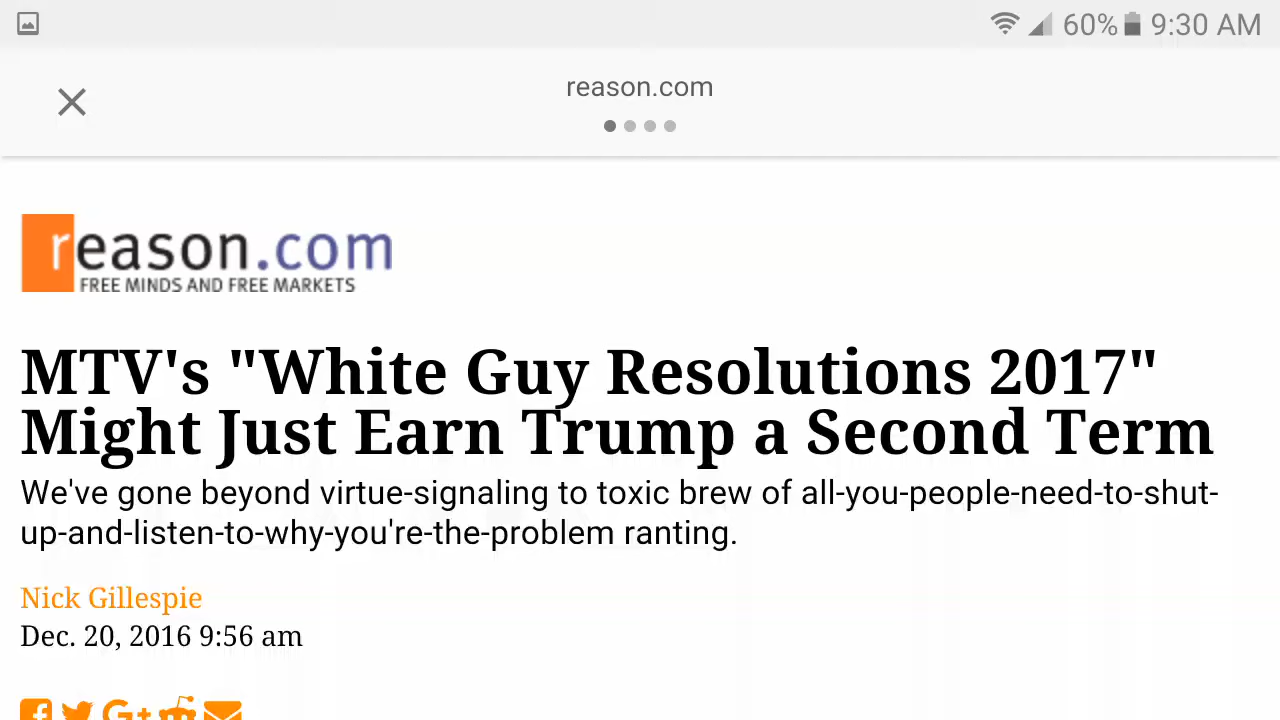 60% 9:30 AM
reason.com
reason.com
FREE MINDS AND FREE MARKETS
MTV's "White Guy Resolutions 2017"
Might Just Earn Trump a Second Term
We've gone beyond virtue-signaling to toxic brew of all-you-people-need-to-shut-
up-and-listen-to-why-you're-the-problem ranting.
Nick Gillespie
Dec. 20, 2016 9:56 am